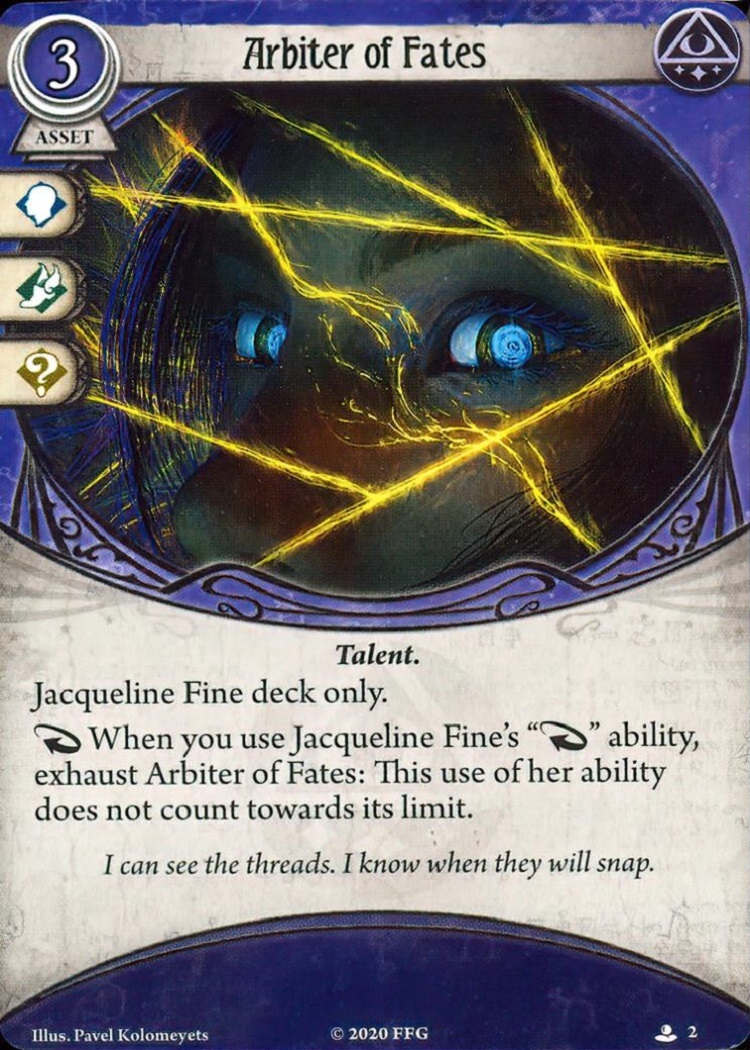 3
Arbiter of Fates
ASSET
?
Talent.
Jacqueline Fine deck only.
When you use Jacqueline Fine's “ ” ability,
exhaust Arbiter of Fates: This use of her ability
does not count towards its limit.
I can see the threads. I know when they will snap.
Illus. Pavel Kolomeyets
© 2020 FFG
2